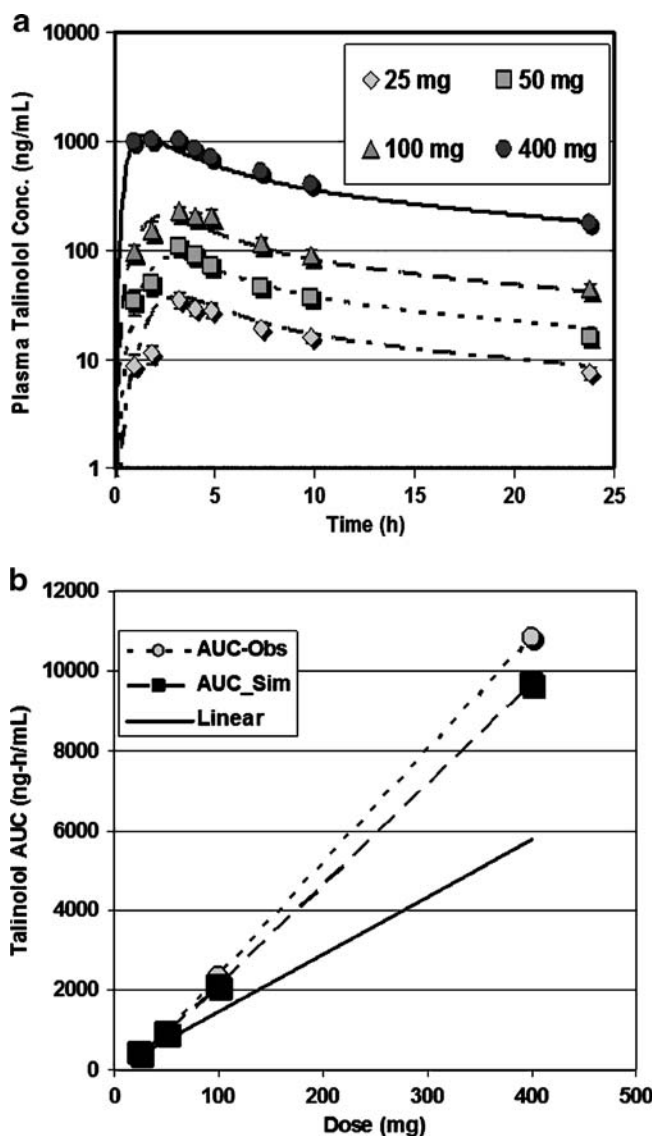 a
10000
1000
100
10
1
Plasma Talinolol Conc. (ng/mL)
25 mg 50 mg
100 mg 400 mg
0 5 10 15 20 25
Time (h)
b
12000
10000
8000
6000
4000
2000
0
Talinolol AUC (ng-h/mL)
AUC-Obs
AUC_Sim
Linear
0 100 200 300 400 500
Dose (mg)